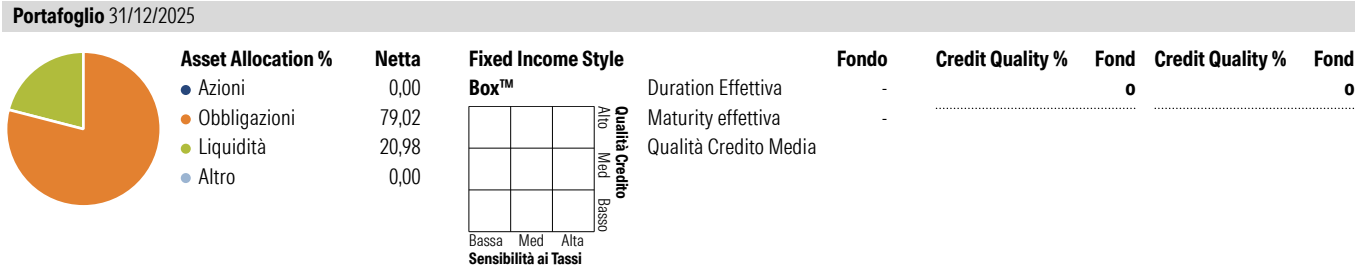 Portafoglio 31/12/2025
Asset Allocation % Netta
Azioni 0,00
Obbligazioni 79,02
Liquidità 20,98
Altro 0,00
Fixed Income Style
Box™
Alto Med Basso
Qualità Credito
Bassa Med Alta
Sensibilità ai Tassi
Fondo
Duration Effettiva -
Maturity effettiva -
Qualità Credito Media
Credit Quality % Fond
o
Credit Quality % Fond
o